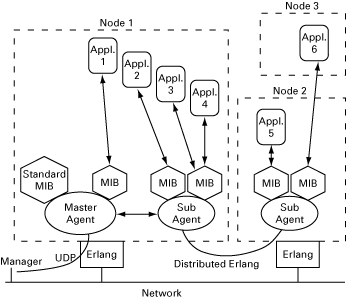 Node 1
Node 3
Appl.
1
Appl.
2
Appl.
3
Appl.
4
Appl.
6
Node 2
Appl.
5
Standard
MIB
MIB
MIB
MIB
MIB
MIB
Master
Agent
Sub
Agent
Sub
Agent
Manager
UDP
Erlang
Distributed Erlang
Erlang
Network